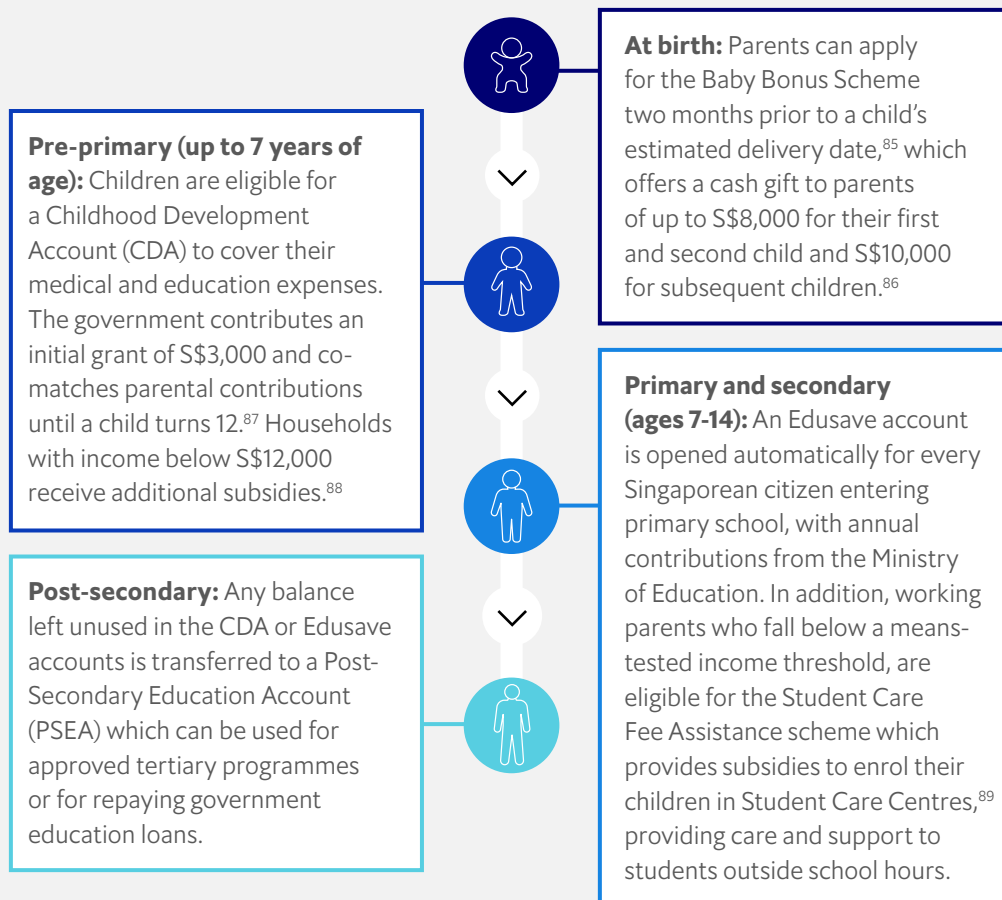 At birth: Parents can apply
for the Baby Bonus Scheme
two months prior to a child’s
estimated delivery date,85 which
offers a cash gift to parents
of up to S$8,000 for their first
and second child and S$10,000
for subsequent children.86
Pre-primary (up to 7 years of
age): Children are eligible for
a Childhood Development
Account (CDA) to cover their
medical and education expenses.
The government contributes an
initial grant of S$3,000 and co-
matches parental contributions
until a child turns 12.87 Households
with income below S$12,000
receive additional subsidies.88
Primary and secondary
(ages 7-14): An Edusave account
is opened automatically for every
Singaporean citizen entering
primary school, with annual
contributions from the Ministry
of Education. In addition, working
parents who fall below a means-
tested income threshold, are
eligible for the Student Care
Fee Assistance scheme which
provides subsidies to enrol their
children in Student Care Centres,89
providing care and support to
students outside school hours.
Post-secondary: Any balance
left unused in the CDA or Edusave
accounts is transferred to a Post-
Secondary Education Account
(PSEA) which can be used for
approved tertiary programmes
or for repaying government
education loans.